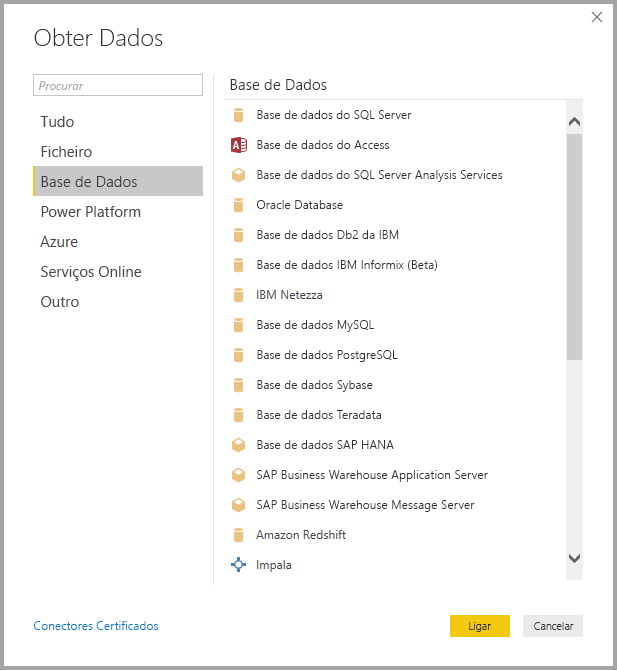 Obter Dados
Procurar
Tudo
Ficheiro
Base de Dados
Power Platform
Azure
Serviços Online
Outro
Base de Dados
Base de dados do SQL Server
A
Base de dados do Access
Base de dados do SQL Server Analysis Services
Oracle Database
Base de dados Db2 da IBM
Base de dados IBM Informix (Beta)
IBM Netezza
Base de dados MySQL
Base de dados PostgreSQL
Base de dados Sybase
Base de dados Teradata
Base de dados SAP HANA
SAP Business Warehouse Application Server
SAP Business Warehouse Message Server
Amazon Redshift
Impala
Conectores Certificados
Ligar
Cancelar